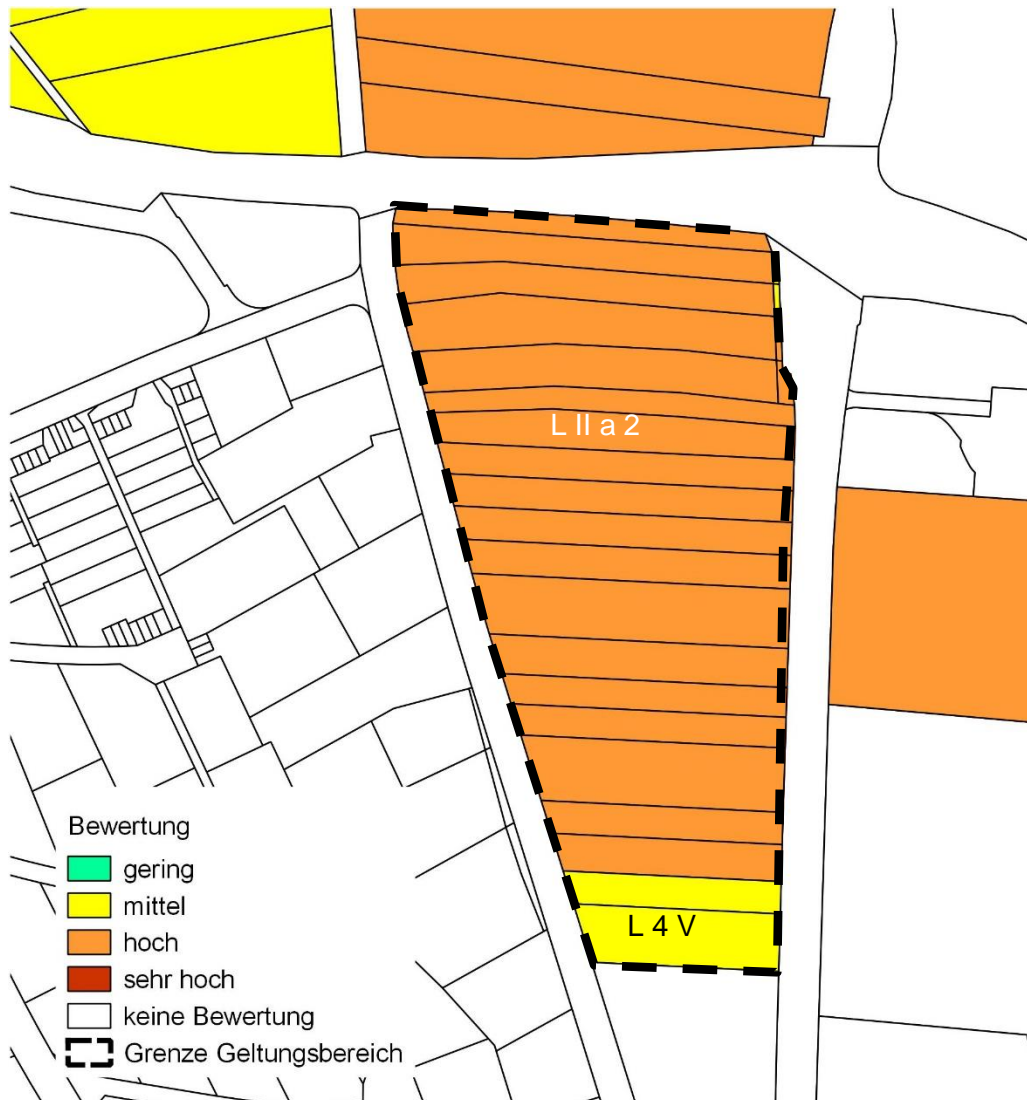 L II a 2
L 4 V
Bewertung
gering
mittel
hoch
sehr hoch
keine Bewertung
Grenze Geltungsbereich